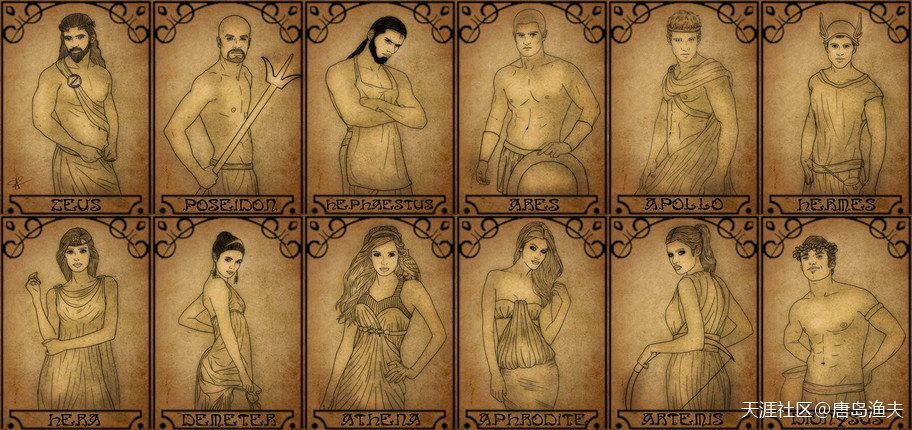 ZEUS
POSEIDON
HEPHAESTUS
ARES
APOLLO
HERMES
HERA
DEMETER
ATHENA
APHRODITE
ARTEMIS
DIONYSUS
天涯社区@唐岛渔夫